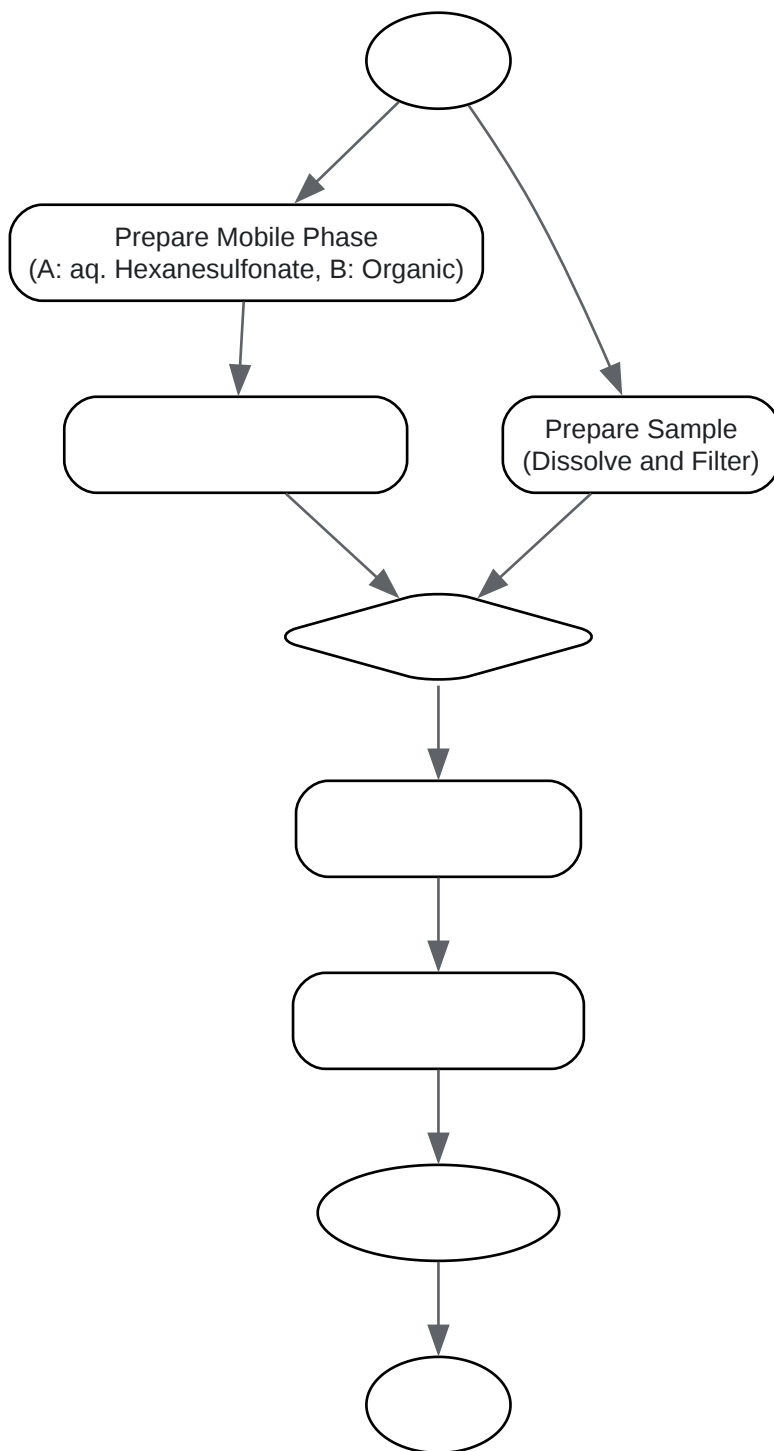 Prepare Mobile Phase
(A: aq. Hexanesulfonate, B: Organic)
Prepare Sample
(Dissolve and Filter)